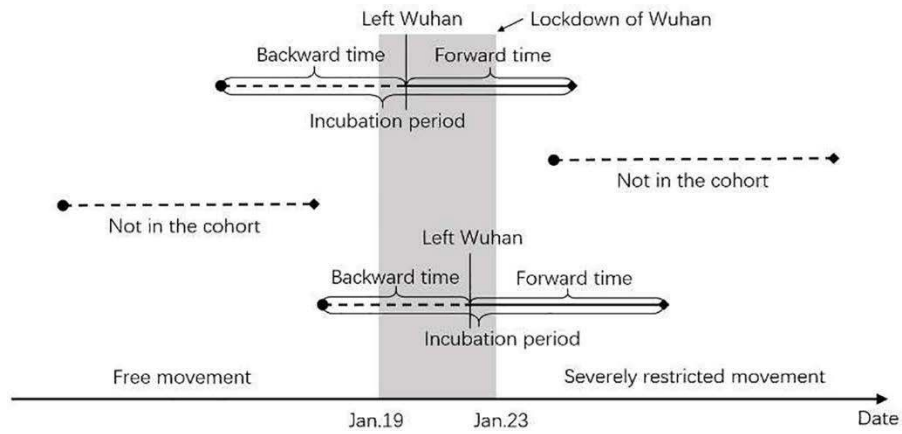 Left Wuhan
Lockdown of Wuhan
Backward time
Forward time
Incubation period
Not in the cohort
Not in the cohort
Left Wuhan
Backward time
Forward time
Incubation period
Free movement
Severely restricted movement
Jan.19
Jan.23
Date